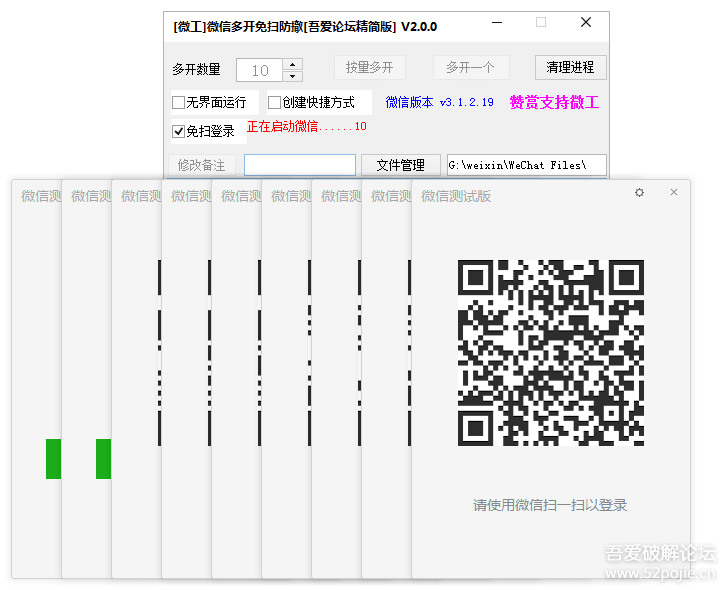 [微工]微信多开免扫防撤[吾爱论坛精简版] V2.0.0
多开数量 10 按量多开 多开一个 清理进程
无界面运行 创建快捷方式 微信版本 v3.1.2.19 赞赏支持微工
免扫登录 正在启动微信......10
修改备注 文件管理 G:\weixin\WeChat Files\
微信测 微信测 微信测 微信测 微信测 微信测 微信测 微信测 微信测试版
请使用微信扫一扫以登录
吾爱破解论坛
www.52pojie.cn